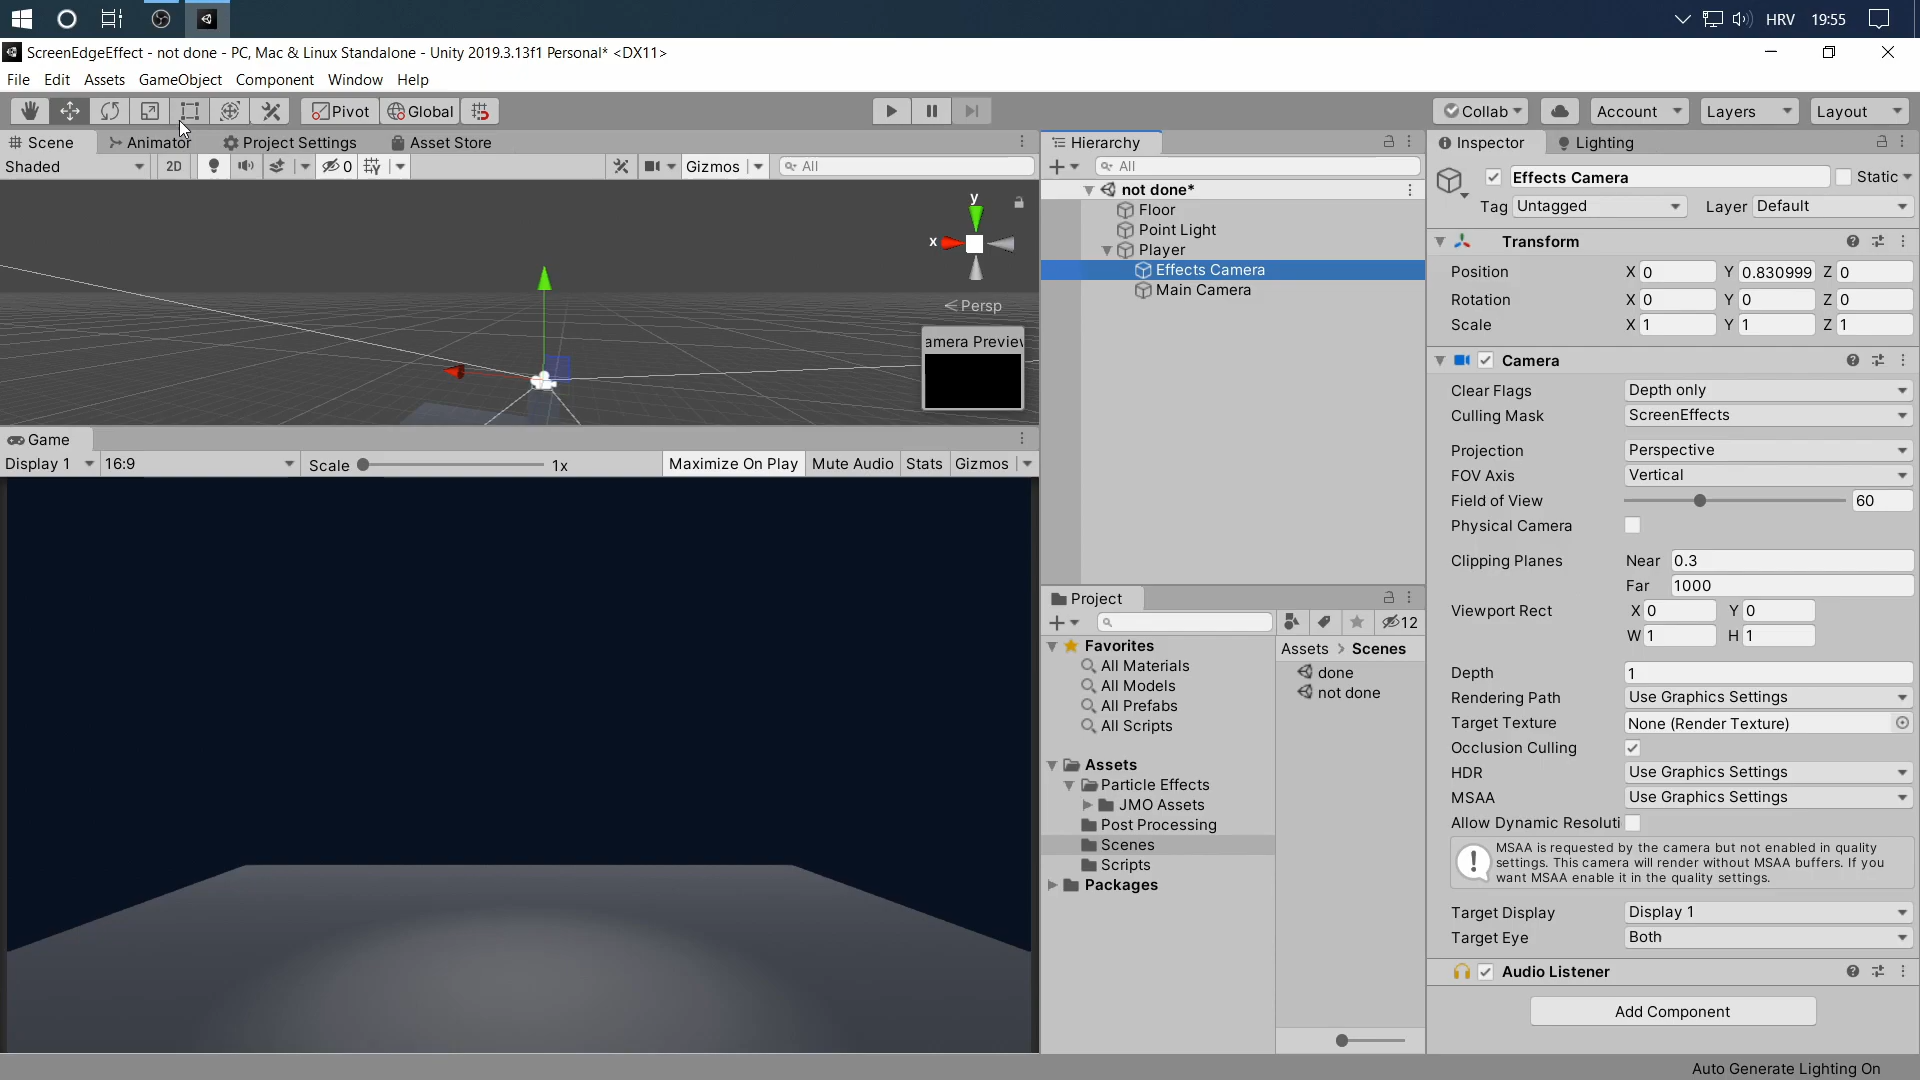 HRV 19:55
ScreenEdgeEffect - not done - PC, Mac & Linux Standalone - Unity 2019.3.13f1 Personal* <DX11>
File Edit Assets GameObject Component Window Help
Pivot Global Collab Account Layers Layout
Scene Animator Project Settings Asset Store
Shaded 2D 0 Gizmos All
y
x
Persp
amera Preview
Game
Display 1 16:9 Scale 1x Maximize On Play Mute Audio Stats Gizmos
Hierarchy
All
not done*
Floor
Point Light
Player
Effects Camera
Main Camera
Project
12
Favorites
All Materials
All Models
All Prefabs
All Scripts
Assets
Particle Effects
JMO Assets
Post Processing
Scenes
Scripts
Packages
Assets > Scenes
done
not done
Inspector Lighting
Effects Camera Static
Tag Untagged Layer Default
Transform
Position X 0 Y 0.830999 Z 0
Rotation X 0 Y 0 Z 0
Scale X 1 Y 1 Z 1
Camera
Clear Flags Depth only
Culling Mask ScreenEffects
Projection Perspective
FOV Axis Vertical
Field of View 60
Physical Camera
Clipping Planes Near 0.3
Far 1000
Viewport Rect X 0 Y 0
W 1 H 1
Depth 1
Rendering Path Use Graphics Settings
Target Texture None (Render Texture)
Occlusion Culling
HDR Use Graphics Settings
MSAA Use Graphics Settings
Allow Dynamic Resoluti
MSAA is requested by the camera but not enabled in quality
settings. This camera will render without MSAA buffers. If you
want MSAA enable it in the quality settings.
Target Display Display 1
Target Eye Both
Audio Listener
Add Component
Auto Generate Lighting On